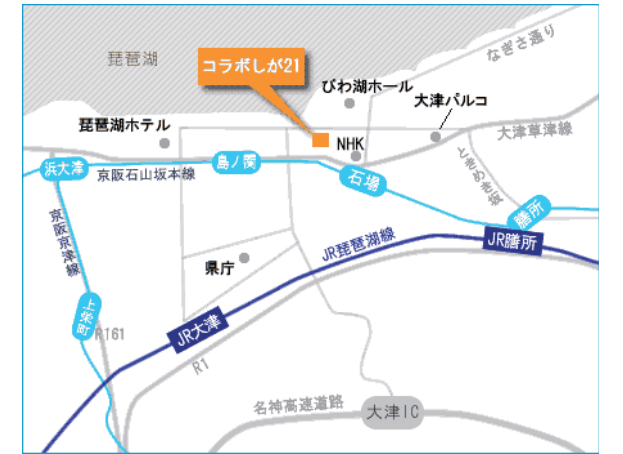 琵琶湖
なぎさ通り
コラボしが21
びわ湖ホール
大津パルコ
琵琶湖ホテル
NHK
大津草津線
浜大津
京阪石山坂本線
島ノ関
石場
ときめき坂
膳所
京阪京津線
JR琵琶湖線
JR膳所
県庁
上栄町
R161
JR大津
R1
名神高速道路
大津IC